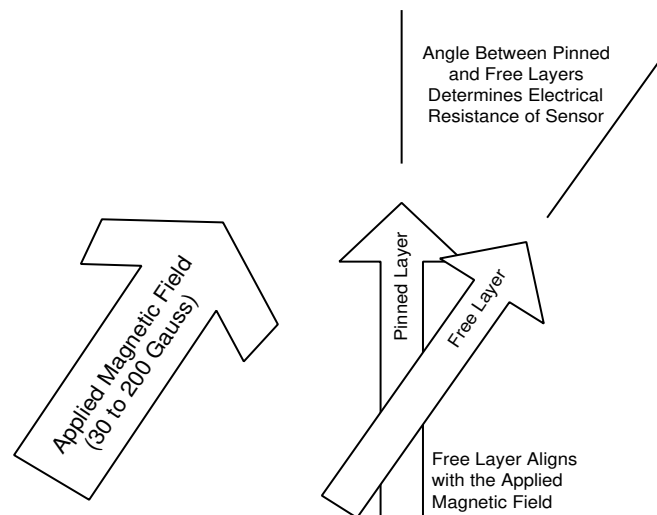 Angle Between Pinned
and Free Layers
Determines Electrical
Resistance of Sensor
Applied Magnetic Field
(30 to 200 Gauss)
Pinned Layer
Free Layer
Free Layer Aligns
with the Applied
Magnetic Field